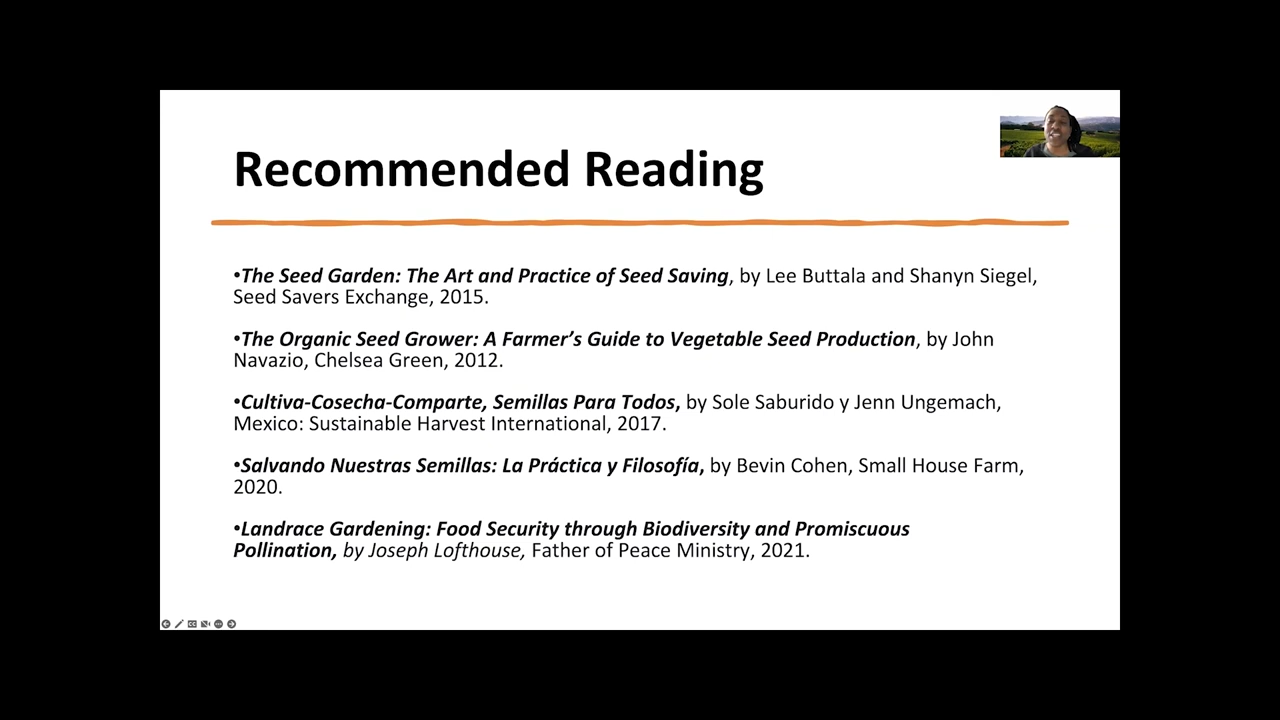 Recommended Reading
•The Seed Garden: The Art and Practice of Seed Saving, by Lee Buttala and Shanyn Siegel,
Seed Savers Exchange, 2015.
•The Organic Seed Grower: A Farmer’s Guide to Vegetable Seed Production, by John
Navazio, Chelsea Green, 2012.
•Cultiva-Cosecha-Comparte, Semillas Para Todos, by Sole Saburido y Jenn Ungemach,
Mexico: Sustainable Harvest International, 2017.
•Salvando Nuestras Semillas: La Práctica y Filosofía, by Bevin Cohen, Small House Farm,
2020.
•Landrace Gardening: Food Security through Biodiversity and Promiscuous
Pollination, by Joseph Lofthouse, Father of Peace Ministry, 2021.